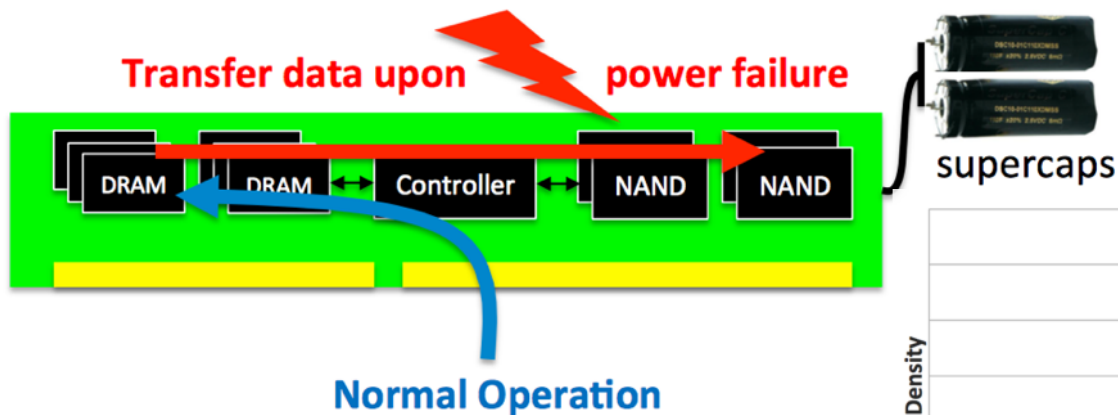 Transfer data upon power failure
DRAM DRAM Controller NAND NAND
supercaps
Density
Normal Operation